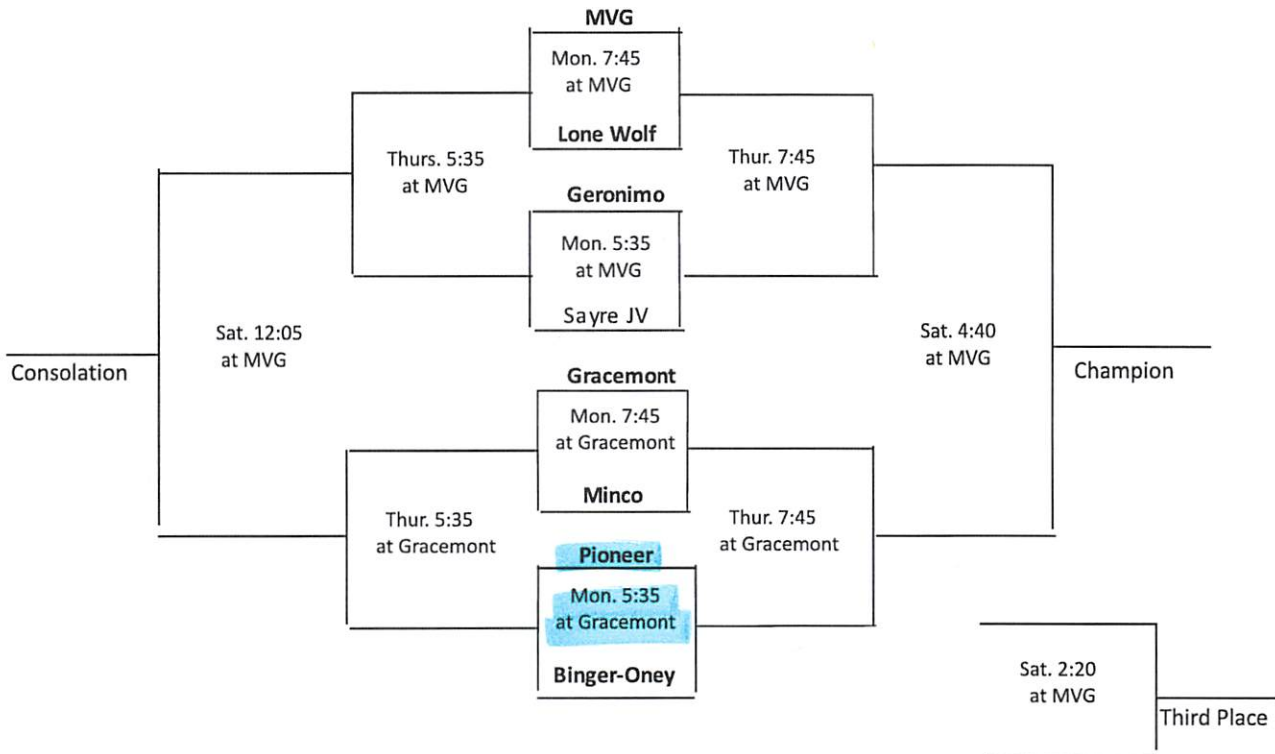 MVG
Mon. 7:45
at MVG
Lone Wolf
Thurs. 5:35
at MVG
Thur. 7:45
at MVG
Geronimo
Mon. 5:35
at MVG
Sayre JV
Sat. 12:05
at MVG
Sat. 4:40
at MVG
Consolation
Champion
Gracemont
Mon. 7:45
at Gracemont
Minco
Thur. 5:35
at Gracemont
Thur. 7:45
at Gracemont
Pioneer
Mon. 5:35
at Gracemont
Binger-Oney
Sat. 2:20
at MVG
Third Place